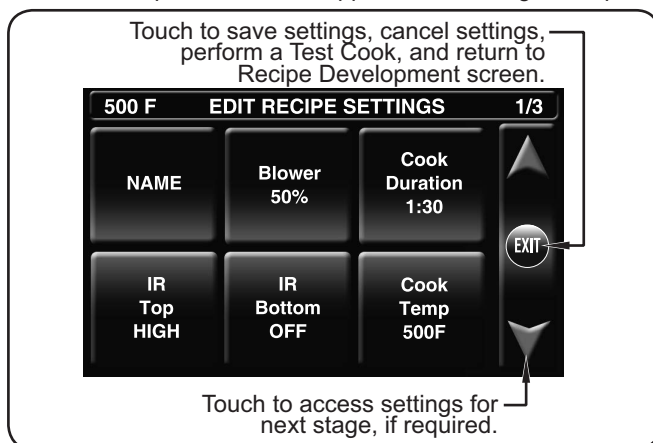 Touch to save settings, cancel settings,
perform a Test Cook, and return to
Recipe Development screen.
500 F EDIT RECIPE SETTINGS 1/3
NAME
Blower
50%
Cook
Duration
1:30
EXIT
IR
Top
HIGH
IR
Bottom
OFF
Cook
Temp
500F
Touch to access settings for
next stage, if required.